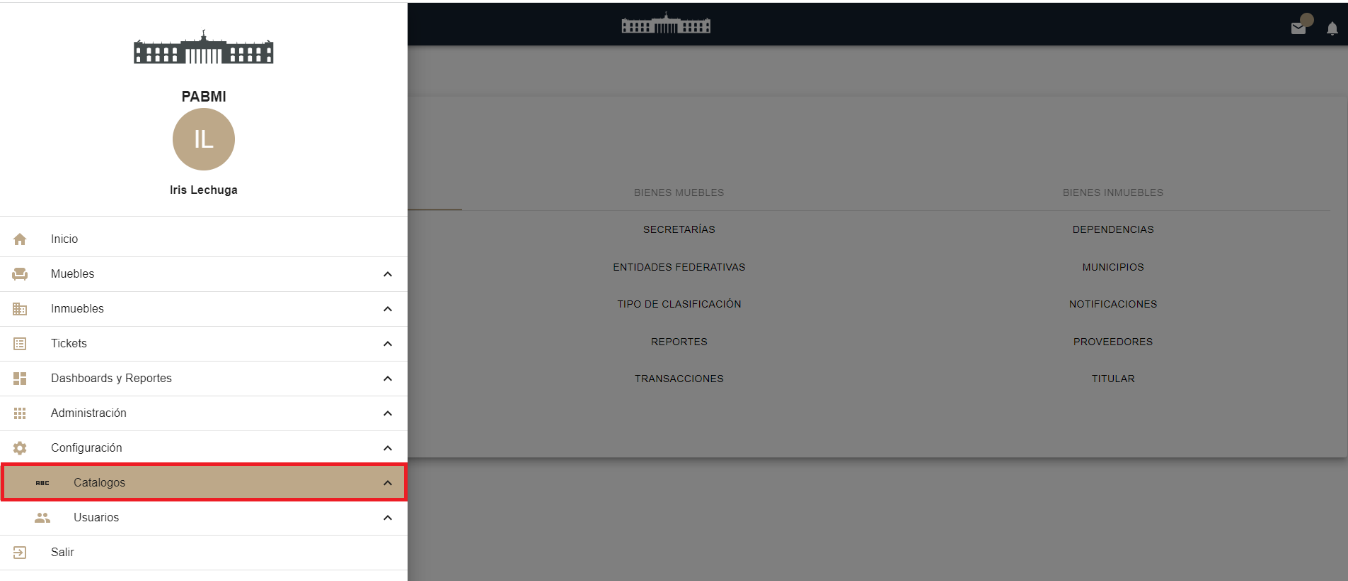 PABMI
IL
Iris Lechuga
Inicio
Muebles
Inmuebles
Tickets
Dashboards y Reportes
Administración
Configuración
ABC Catalogos
Usuarios
Salir
BIENES MUEBLES BIENES INMUEBLES
SECRETARÍAS DEPENDENCIAS
ENTIDADES FEDERATIVAS MUNICIPIOS
TIPO DE CLASIFICACIÓN NOTIFICACIONES
REPORTES PROVEEDORES
TRANSACCIONES TITULAR